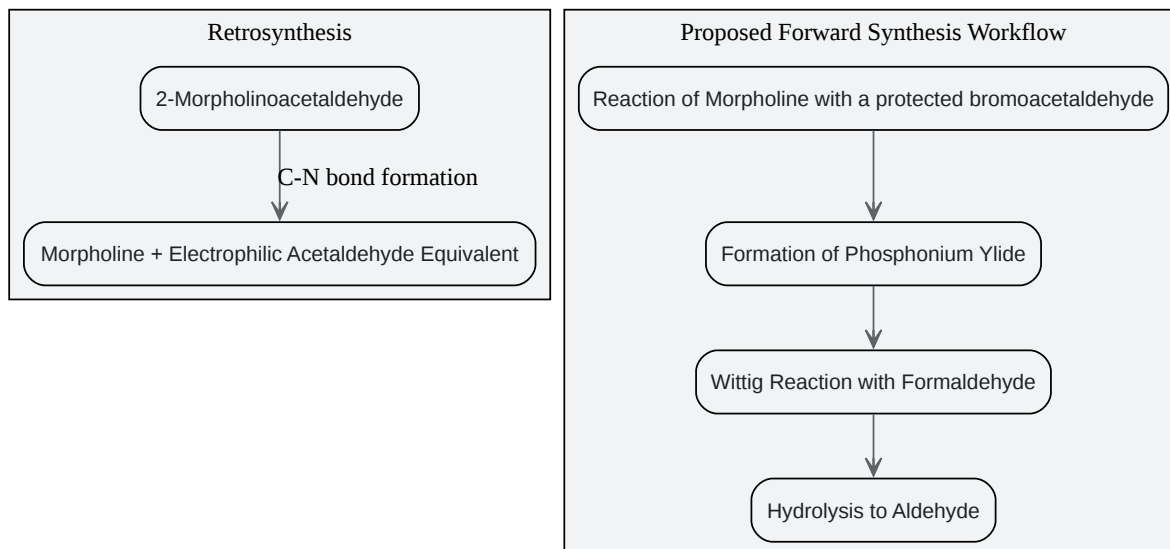 Retrosynthesis
2-Morpholinoacetaldehyde
C-N bond formation
Morpholine + Electrophilic Acetaldehyde Equivalent
Proposed Forward Synthesis Workflow
Reaction of Morpholine with a protected bromoacetaldehyde
Formation of Phosphonium Ylide
Wittig Reaction with Formaldehyde
Hydrolysis to Aldehyde